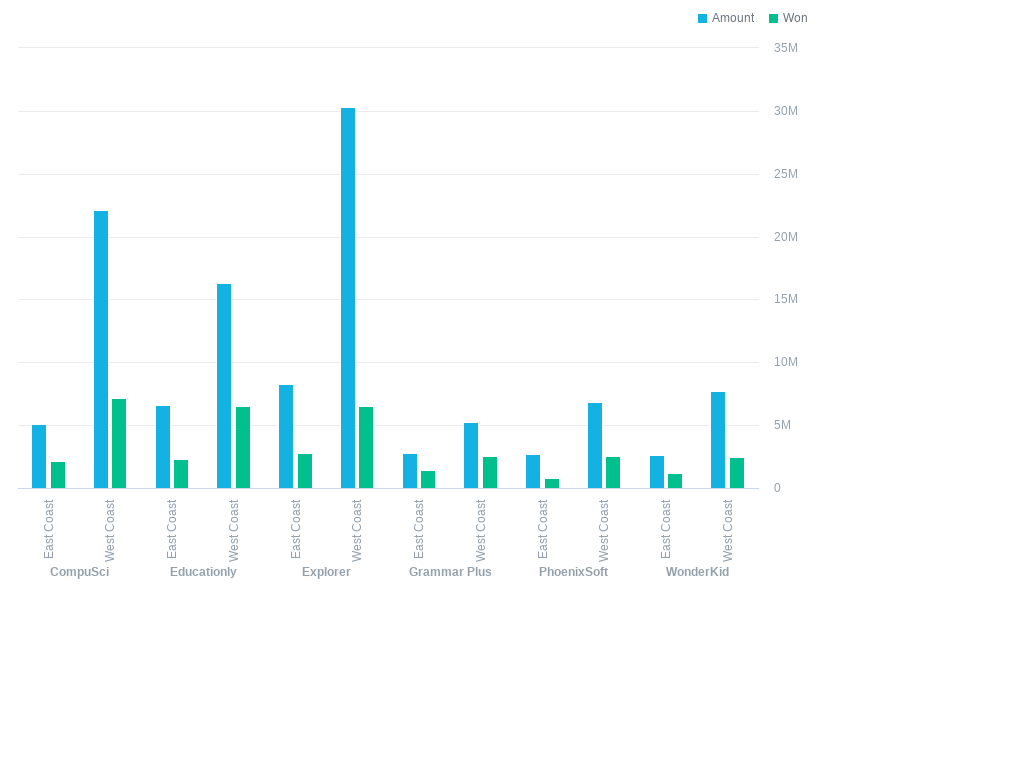 Amount Won
35M
30M
25M
20M
15M
10M
5M
0
East Coast West Coast East Coast West Coast East Coast West Coast East Coast West Coast East Coast West Coast East Coast West Coast
CompuSci Educationly Explorer Grammar Plus PhoenixSoft WonderKid